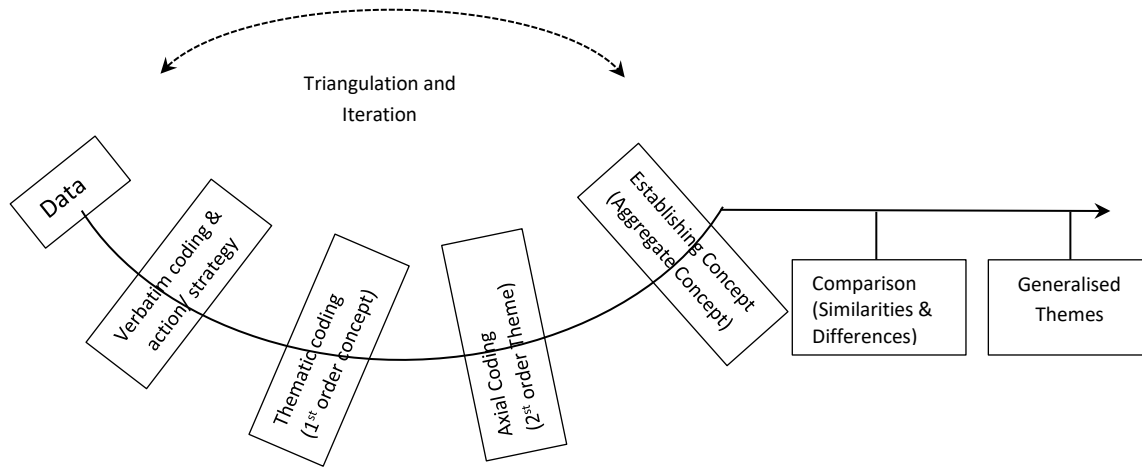 Triangulation and
Iteration
Data
Verbatim coding &
action/ strategy
Thematic coding
(1st order concept)
Axial Coding
(2st order Theme)
Establishing Concept
(Aggregate Concept)
Comparison
(Similarities &
Differences)
Generalised
Themes